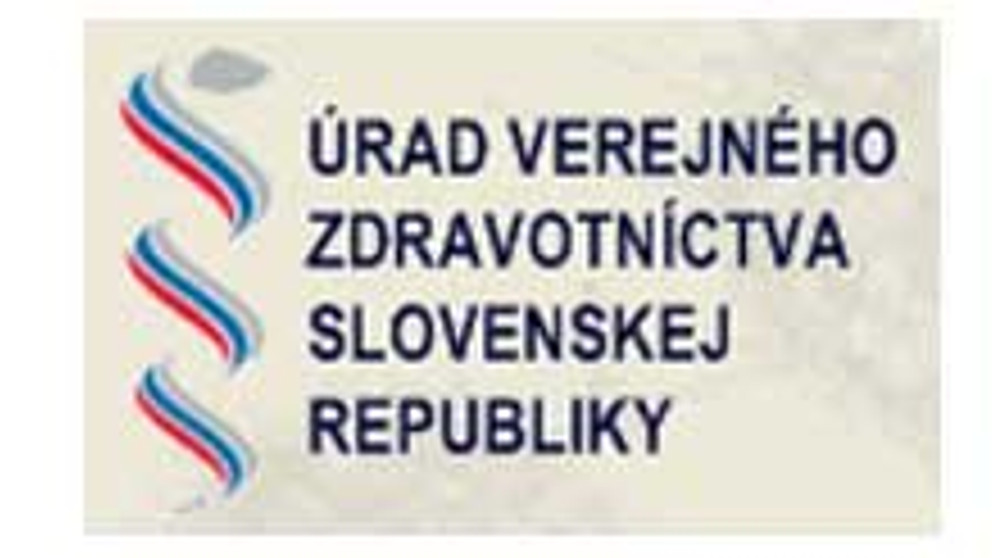 ÚRAD VEREJNÉHO
ZDRAVOTNÍCTVA
SLOVENSKEJ
REPUBLIKY